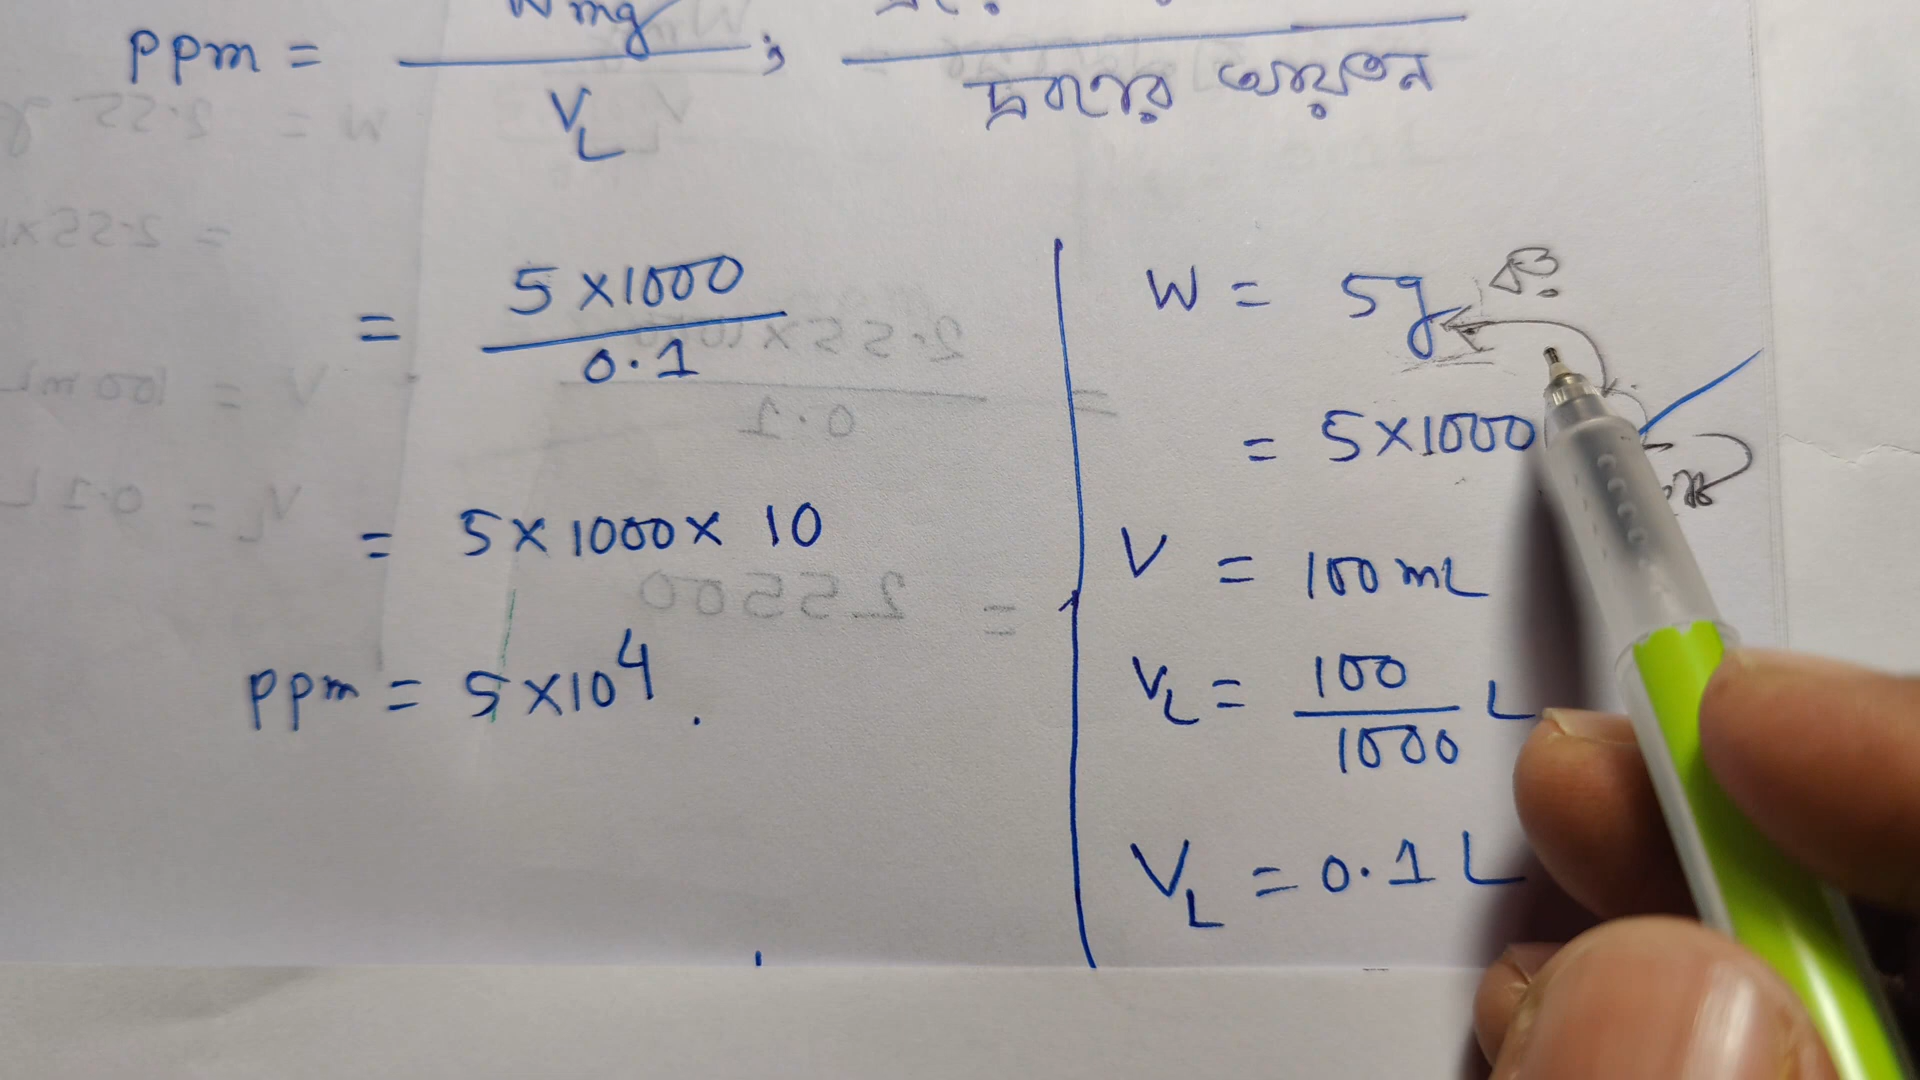 ppm = W mg / V L ; দ্রবণের আয়তন
= 5 × 1000 / 0.1
= 5 × 1000 × 10
ppm = 5 × 10⁴ .
W = 5g
= 5 × 1000
V = 100 mL
V L = 100 / 1000 L
V L = 0.1 L